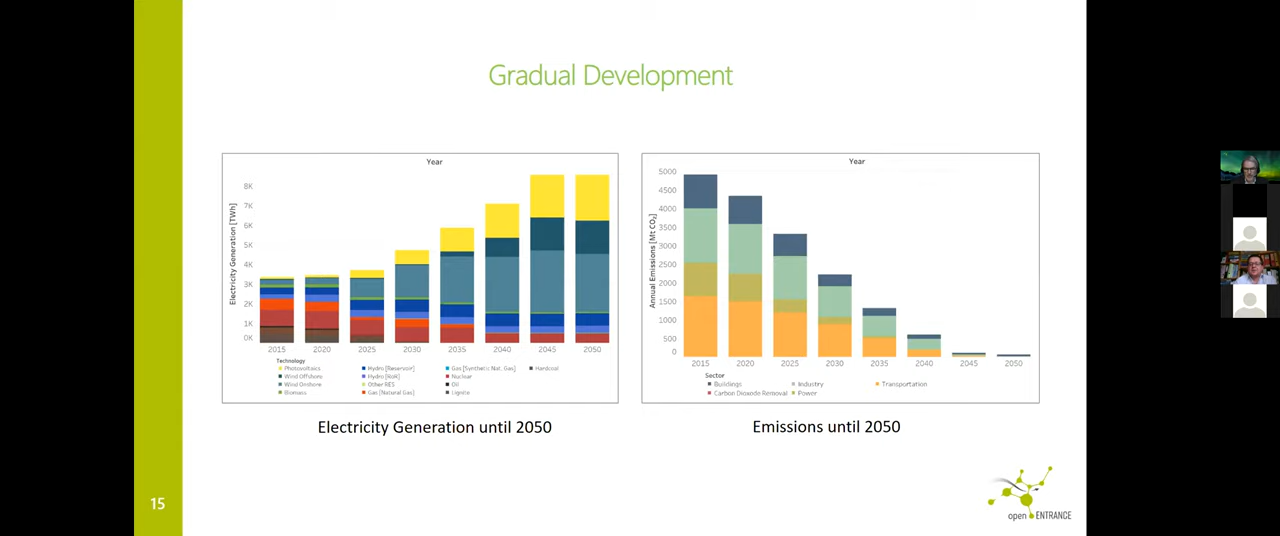 Gradual Development
Year
Electricity Generation [TWh]
8K
7K
6K
5K
4K
3K
2K
1K
0K
2015 2020 2025 2030 2035 2040 2045 2050
Technology
Photovoltaics Hydro [Reservoir] Gas [Synthetic Nat. Gas] Hardcoal
Wind Offshore Hydro [RoR] Nuclear
Wind Onshore Other RES Oil
Biomass Gas [Natural Gas] Lignite
Electricity Generation until 2050
Year
Annual Emissions [Mt CO₂]
5000
4500
4000
3500
3000
2500
2000
1500
1000
500
0
2015 2020 2025 2030 2035 2040 2045 2050
Sector
Buildings Industry Transportation
Carbon Dioxode Removal Power
Emissions until 2050
15
open ENTRANCE